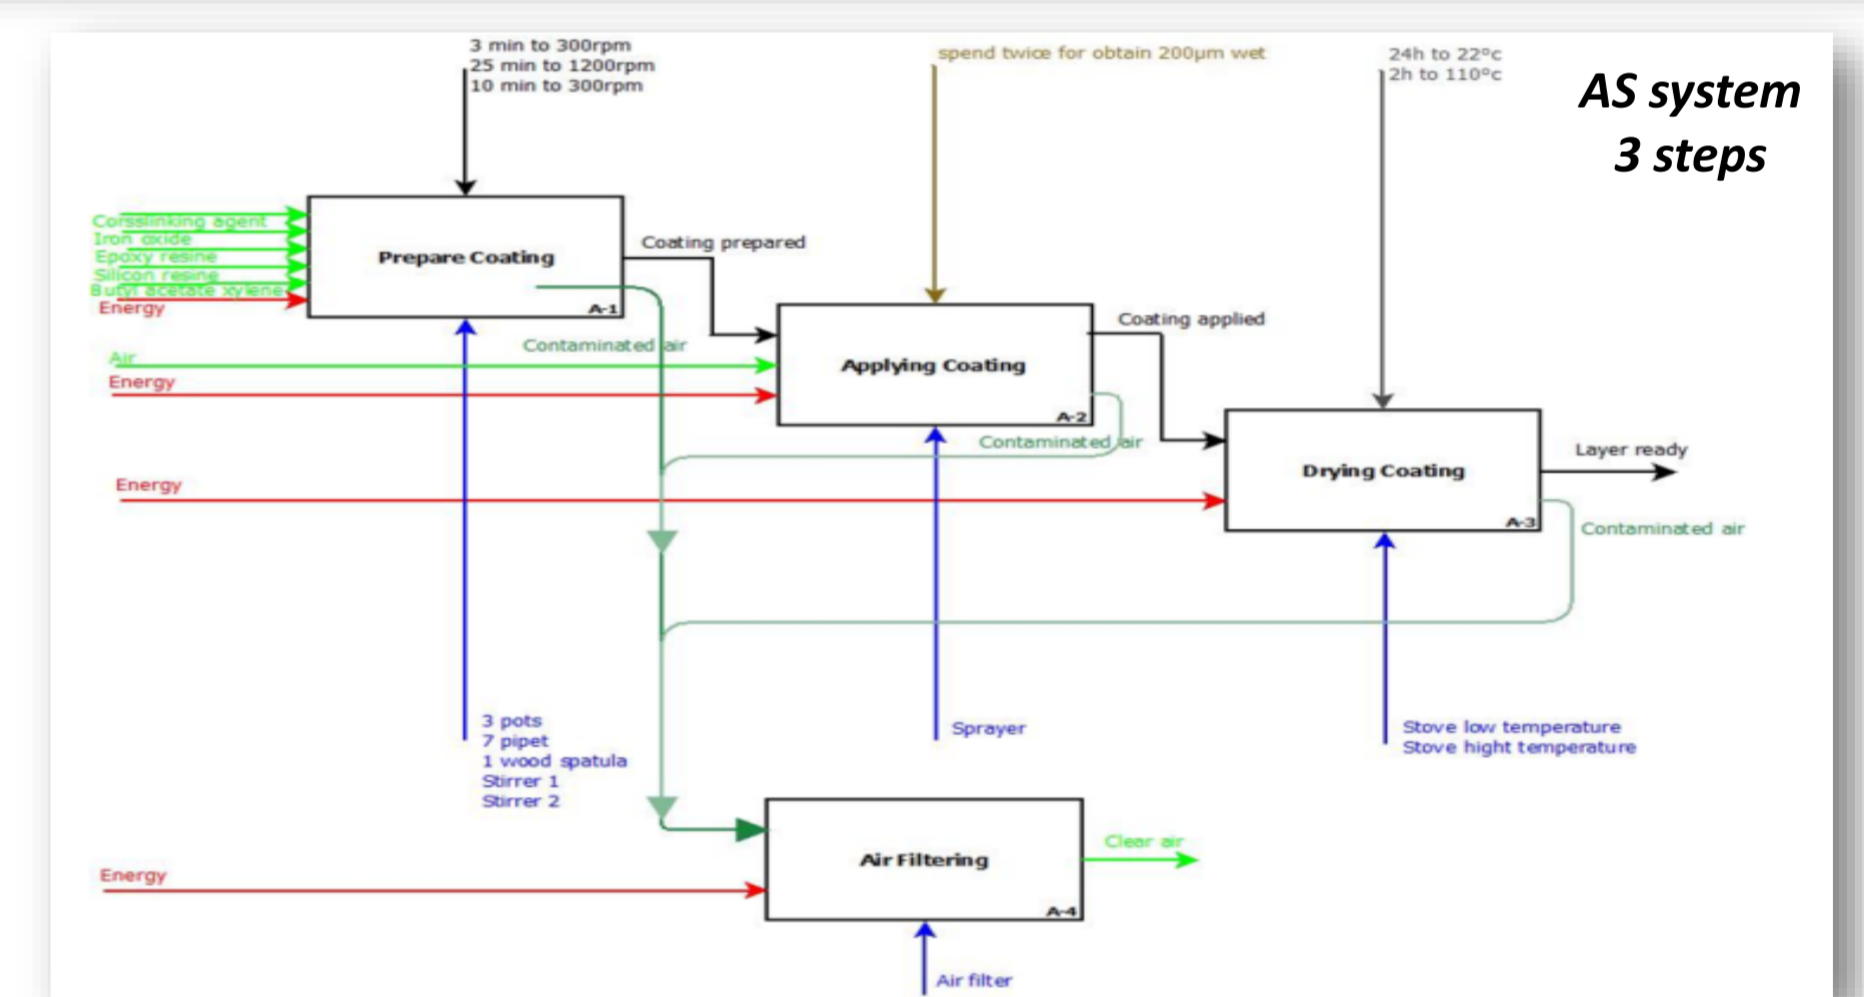 3 min to 300rpm
25 min to 1200rpm
10 min to 300rpm
spend twice for obtain 200µm wet
24h to 22ºc
2h to 110ºc
AS system
3 steps
Corsslinking agent
Iron oxide
Epoxy resine
Silicon resine
Butyl acetate xylene
Energy
Prepare Coating
A-1
Coating prepared
Contaminated air
Air
Energy
Applying Coating
A-2
Coating applied
Contaminated air
Energy
Drying Coating
A-3
Layer ready
Contaminated air
3 pots
7 pipet
1 wood spatula
Stirrer 1
Stirrer 2
Sprayer
Stove low temperature
Stove hight temperature
Energy
Air Filtering
A-4
Clear air
Air filter